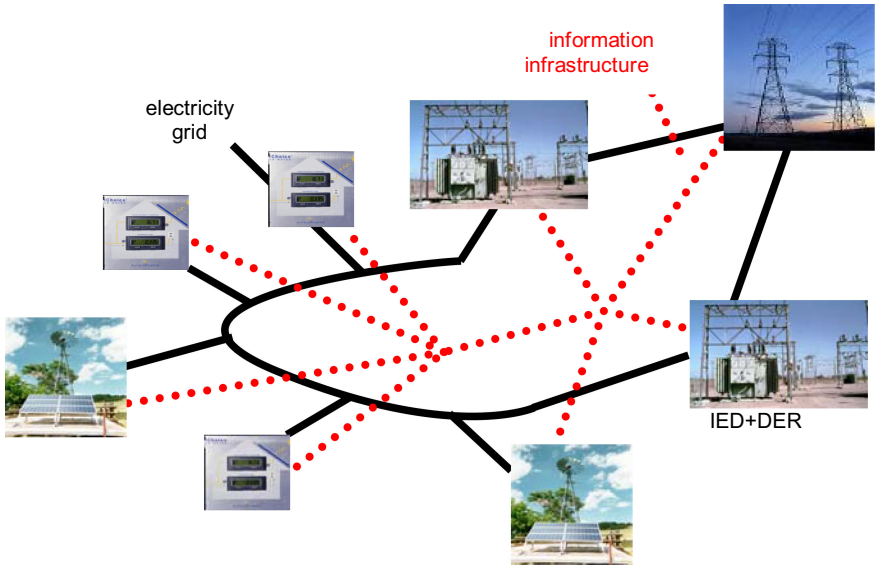 information
infrastructure
electricity
grid
IED+DER